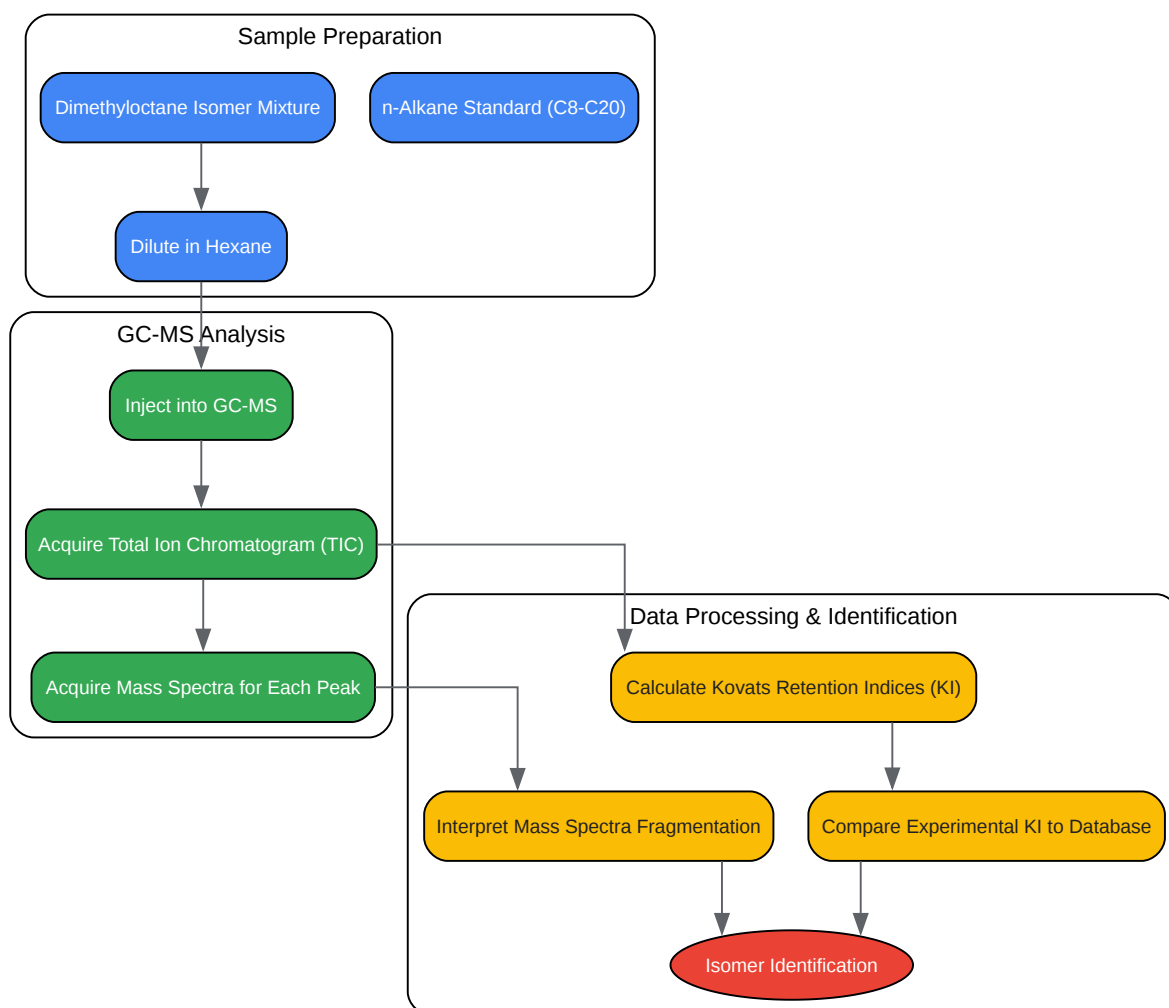 Sample Preparation
Dimethyloctane Isomer Mixture
n-Alkane Standard (C8-C20)
Dilute in Hexane
GC-MS Analysis
Inject into GC-MS
Acquire Total Ion Chromatogram (TIC)
Acquire Mass Spectra for Each Peak
Data Processing & Identification
Calculate Kovats Retention Indices (KI)
Interpret Mass Spectra Fragmentation
Compare Experimental KI to Database
Isomer Identification